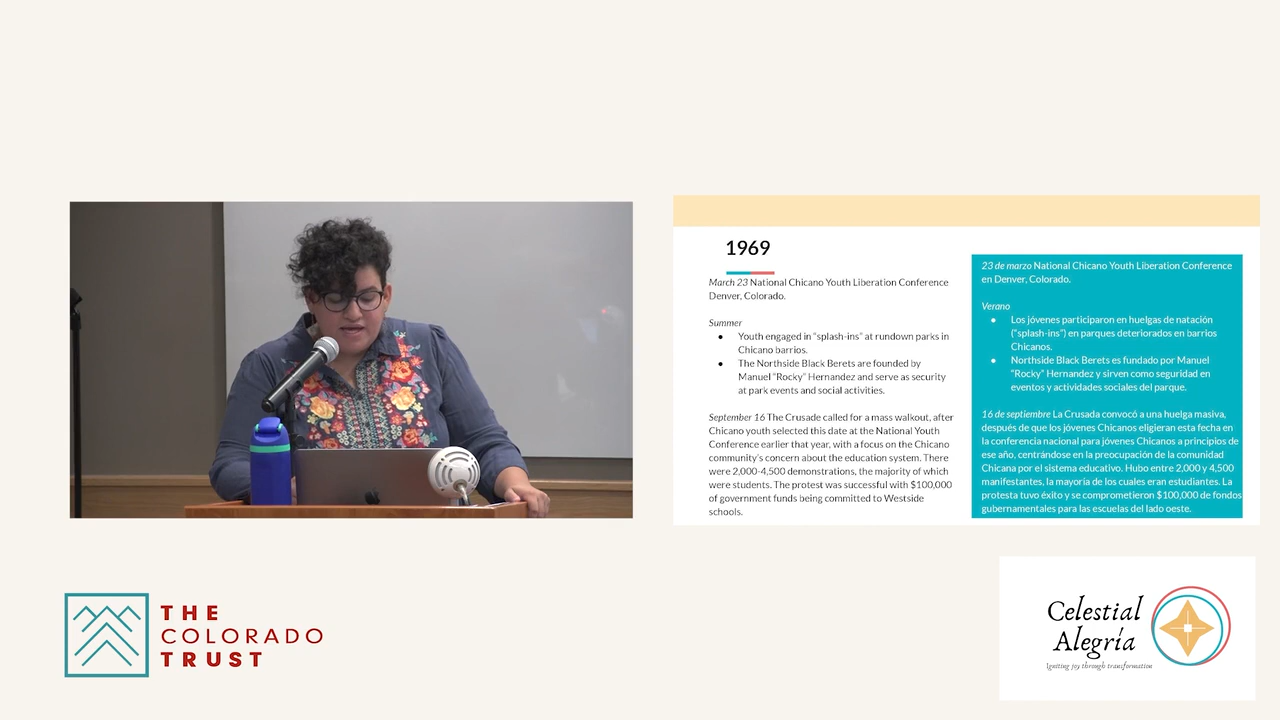 1969
March 23 National Chicano Youth Liberation Conference
Denver, Colorado.
Summer
● Youth engaged in "splash-ins" at rundown parks in
Chicano barrios.
● The Northside Black Berets are founded by
Manuel "Rocky" Hernandez and serve as security
at park events and social activities.
September 16 The Crusade called for a mass walkout, after
Chicano youth selected this date at the National Youth
Conference earlier that year, with a focus on the Chicano
community's concern about the education system. There
were 2,000-4,500 demonstrations, the majority of which
were students. The protest was successful with $100,000
of government funds being committed to Westside
schools.
23 de marzo National Chicano Youth Liberation Conference
en Denver, Colorado.
Verano
● Los jóvenes participaron en huelgas de natación
("splash-ins") en parques deteriorados en barrios
Chicanos.
● Northside Black Berets es fundado por Manuel
"Rocky" Hernandez y sirven como seguridad en
eventos y actividades sociales del parque.
16 de septiembre La Crusada convocó a una huelga masiva,
después de que los jóvenes Chicanos eligieran esta fecha en
la conferencia nacional para jóvenes Chicanos a principios de
ese año, centrándose en la preocupación de la comunidad
Chicana por el sistema educativo. Hubo entre 2,000 y 4,500
manifestantes, la mayoría de los cuales eran estudiantes. La
protesta tuvo éxito y se comprometieron $100,000 de fondos
gubernamentales para las escuelas del lado oeste.
THE
COLORADO
TRUST
Celestial
Alegría
Igniting joy through transformation